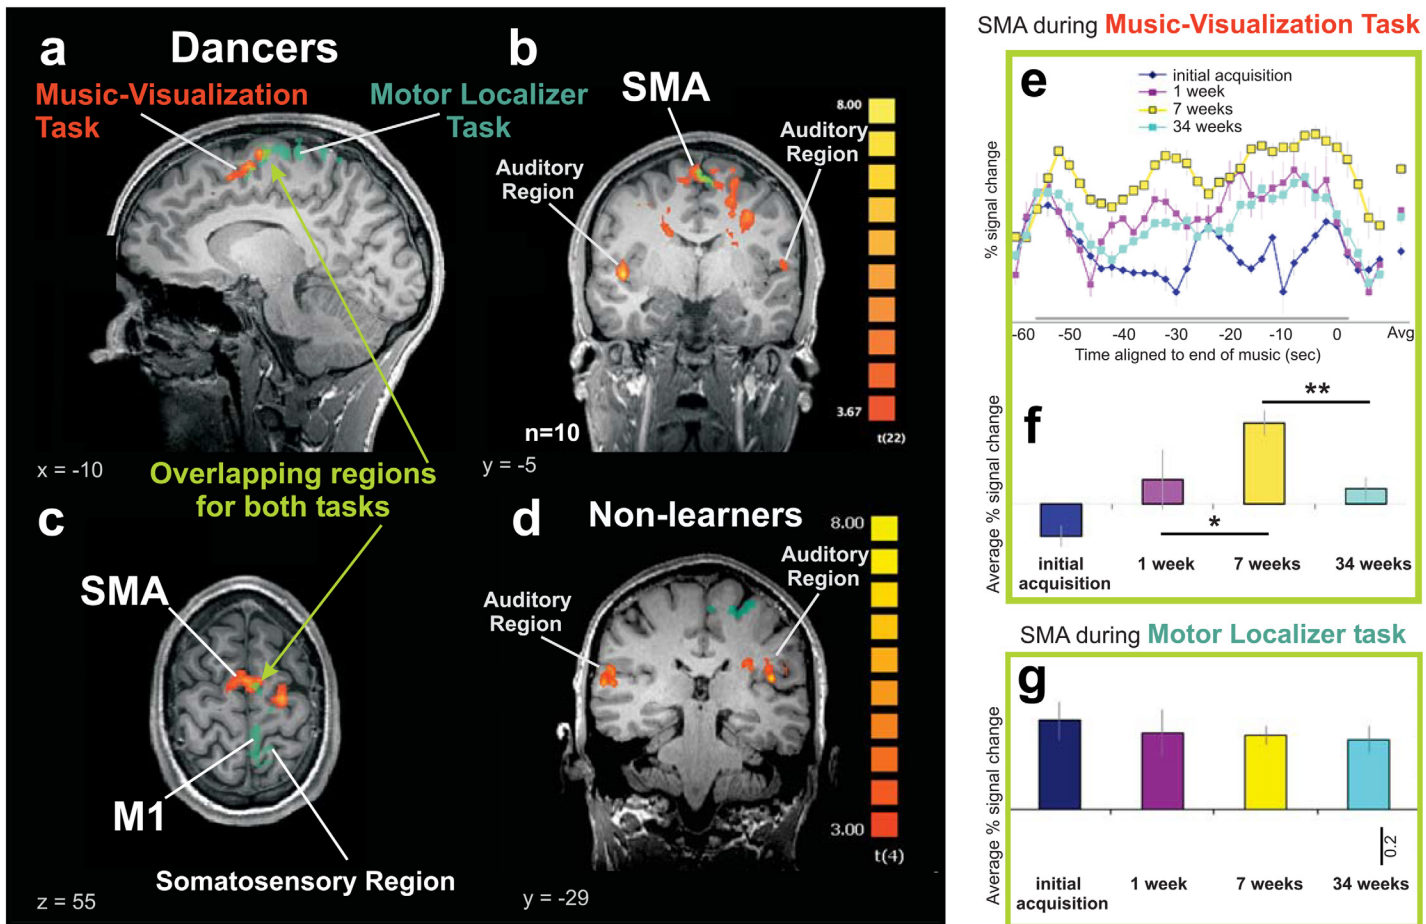 a
Dancers
Music-Visualization
Task
Motor Localizer
Task
x = -10
Overlapping regions
for both tasks
b
SMA
Auditory
Region
Auditory
Region
8.00
3.67
t(22)
n=10
y = -5
c
SMA
M1
Somatosensory Region
z = 55
d
Non-learners
Auditory
Region
Auditory
Region
8.00
3.00
t(4)
y = -29
SMA during Music-Visualization Task
e
initial acquisition
1 week
7 weeks
34 weeks
% signal change
-60 -50 -40 -30 -20 -10 0 Avg
Time aligned to end of music (sec)
f
Average % signal change
**
*
initial
acquisition
1 week
7 weeks
34 weeks
SMA during Motor Localizer task
g
Average % signal change
0.2
initial
acquisition
1 week
7 weeks
34 weeks